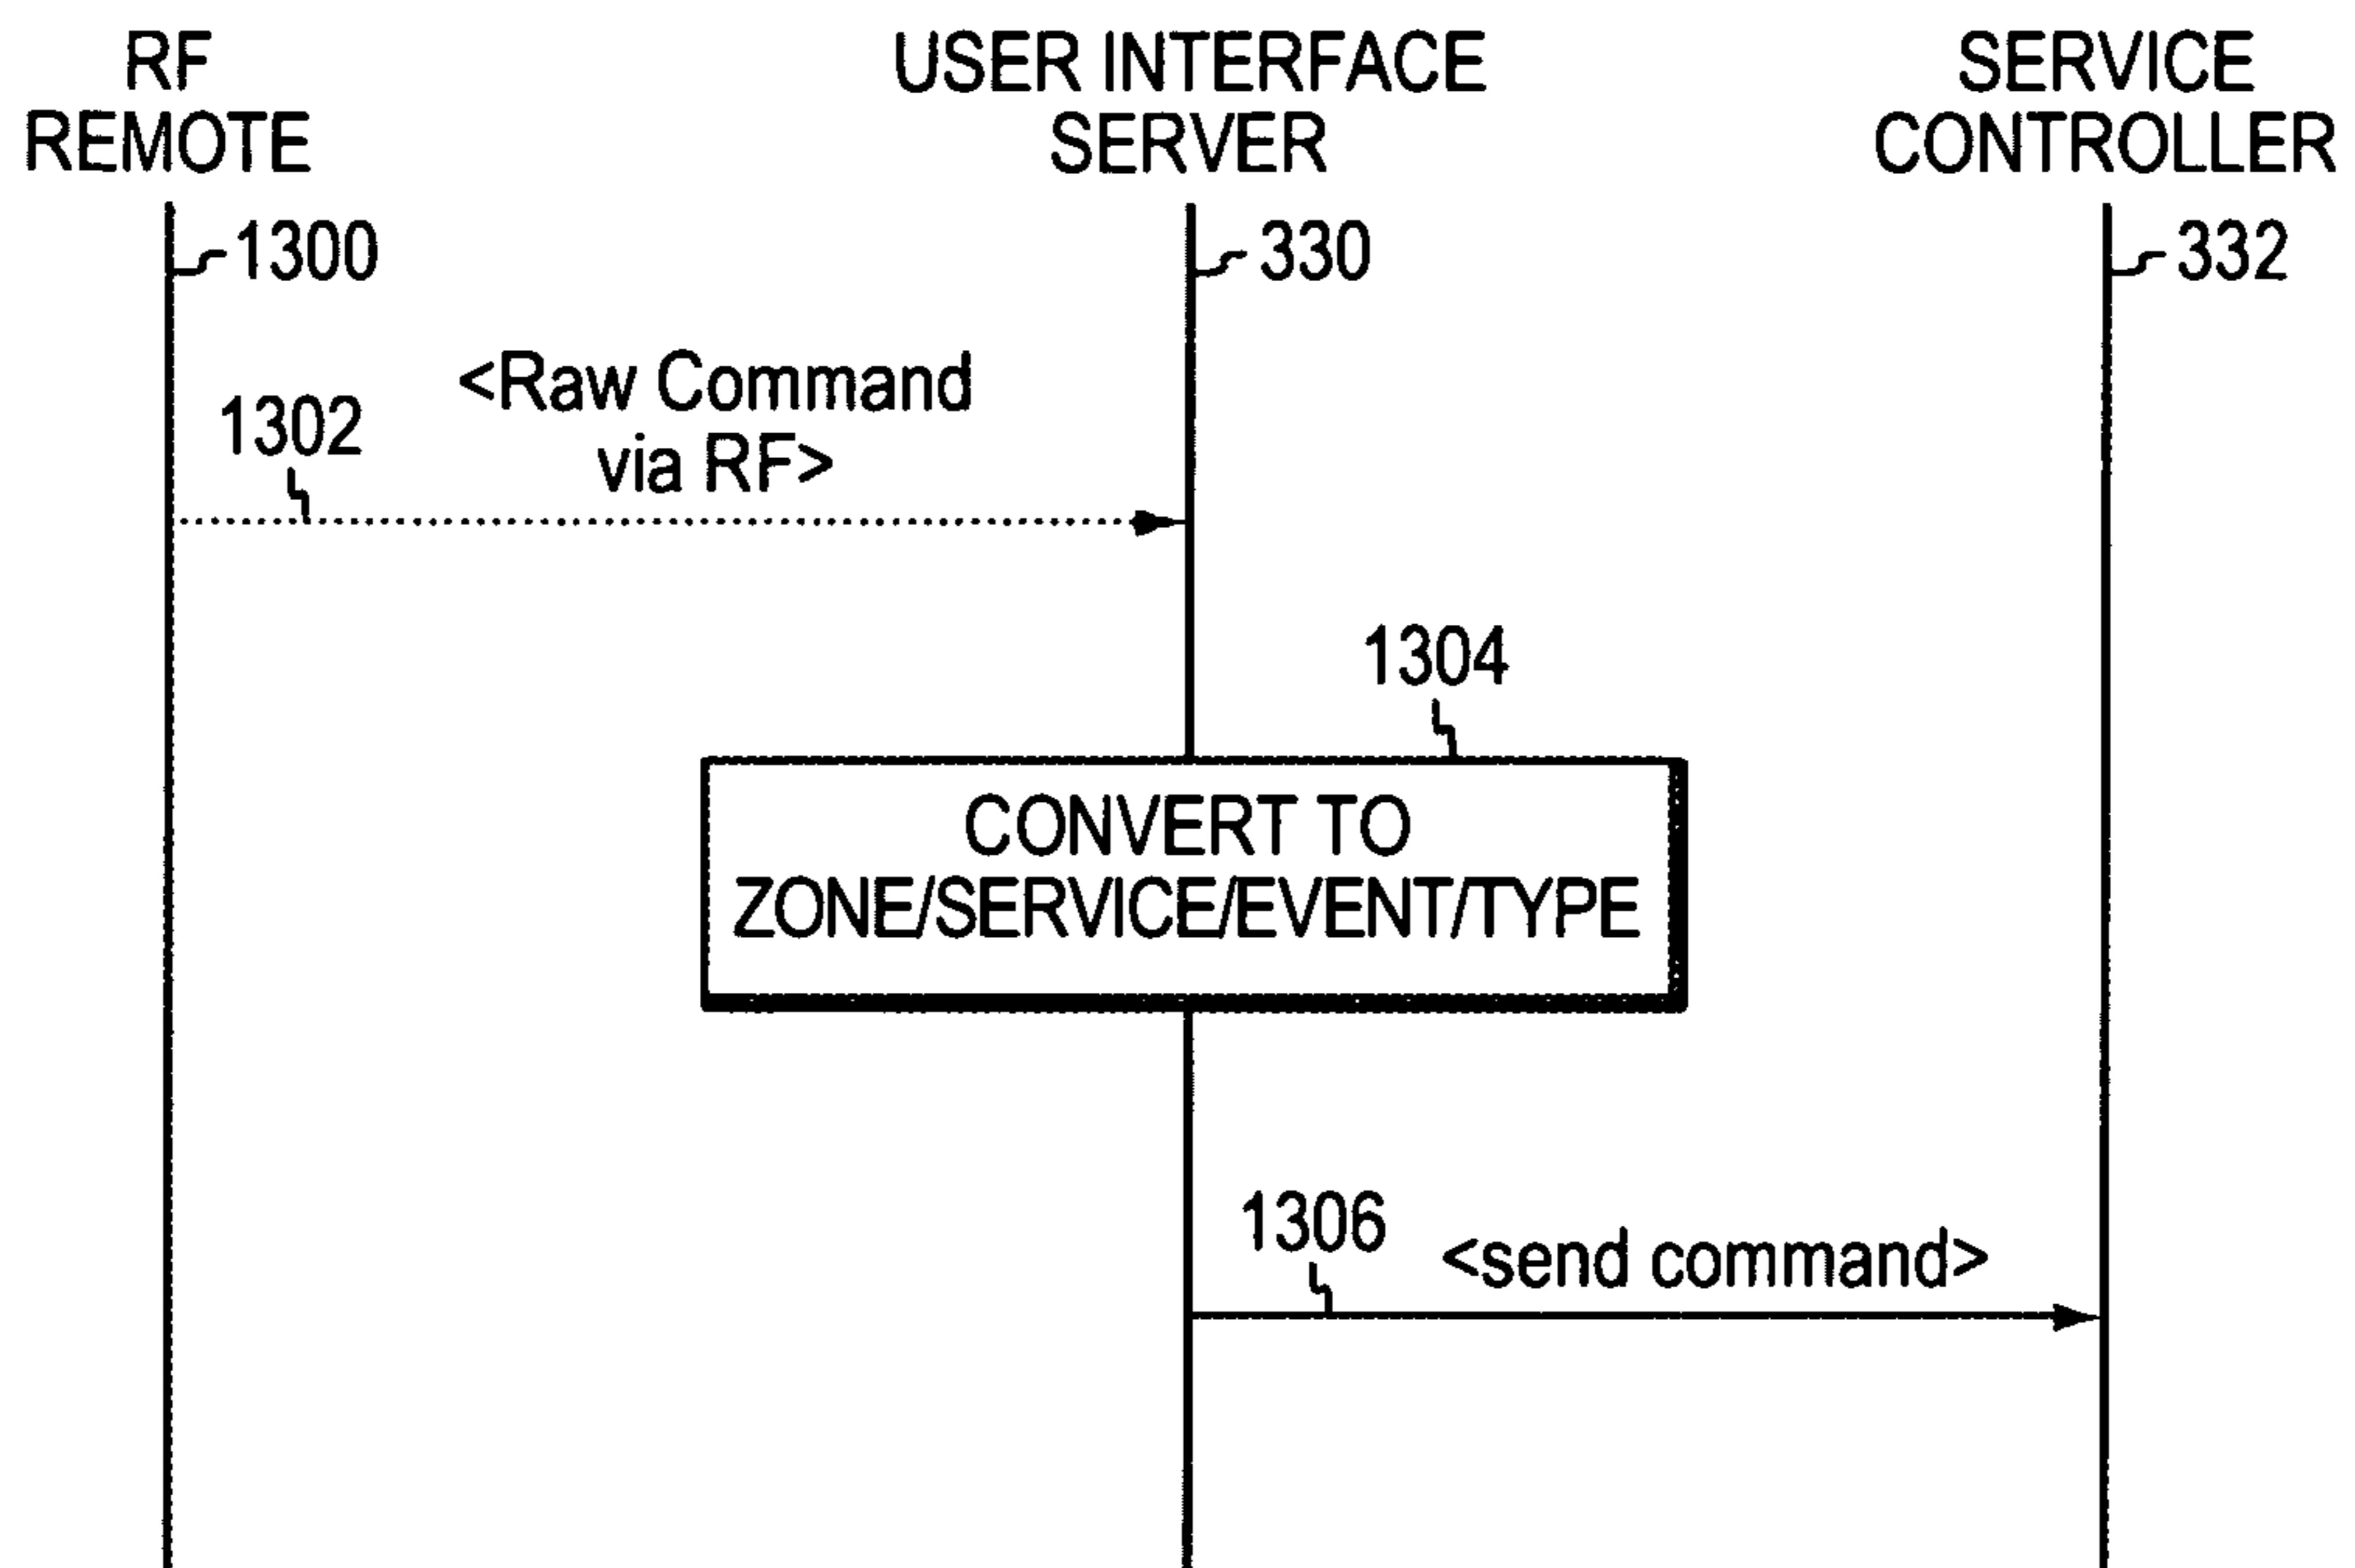 RF
REMOTE
USER INTERFACE
SERVER
SERVICE
CONTROLLER
1300
330
332
<Raw Command
via RF>
1302
1304
CONVERT TO
ZONE/SERVICE/EVENT/TYPE
1306
<send command>